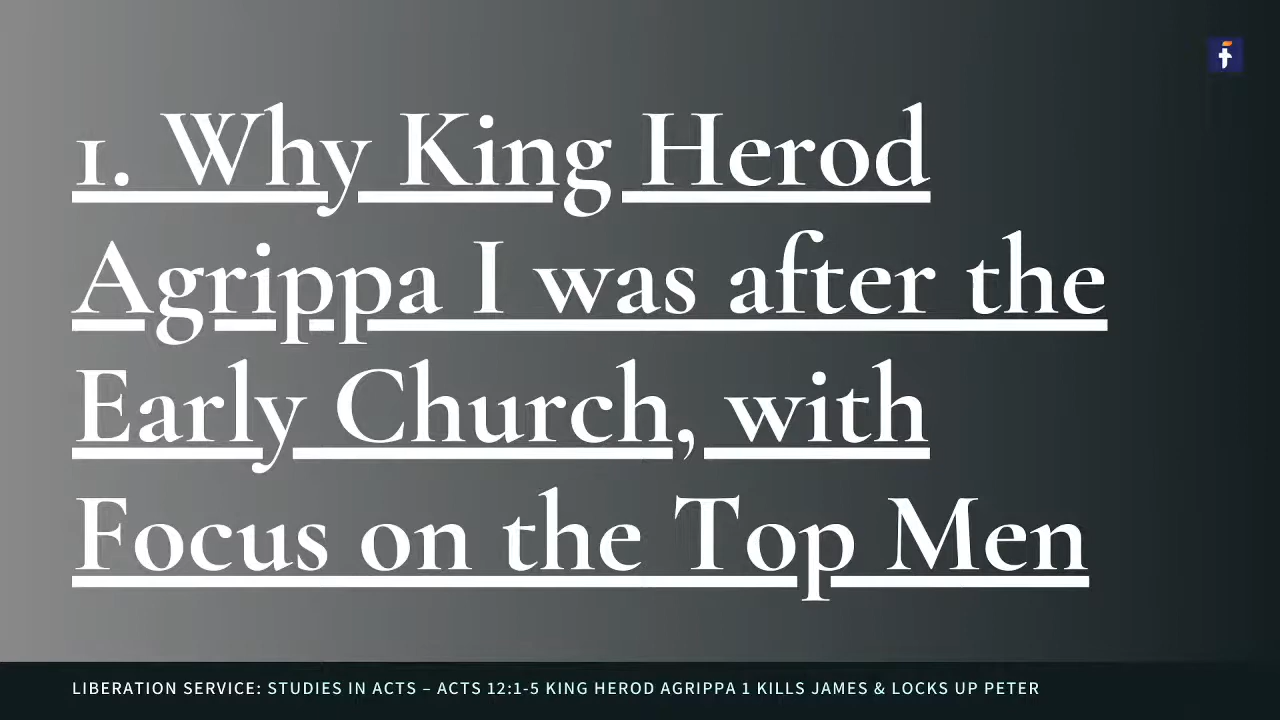 1. Why King Herod
Agrippa I was after the
Early Church, with
Focus on the Top Men
LIBERATION SERVICE: STUDIES IN ACTS – ACTS 12:1-5 KING HEROD AGRIPPA 1 KILLS JAMES & LOCKS UP PETER